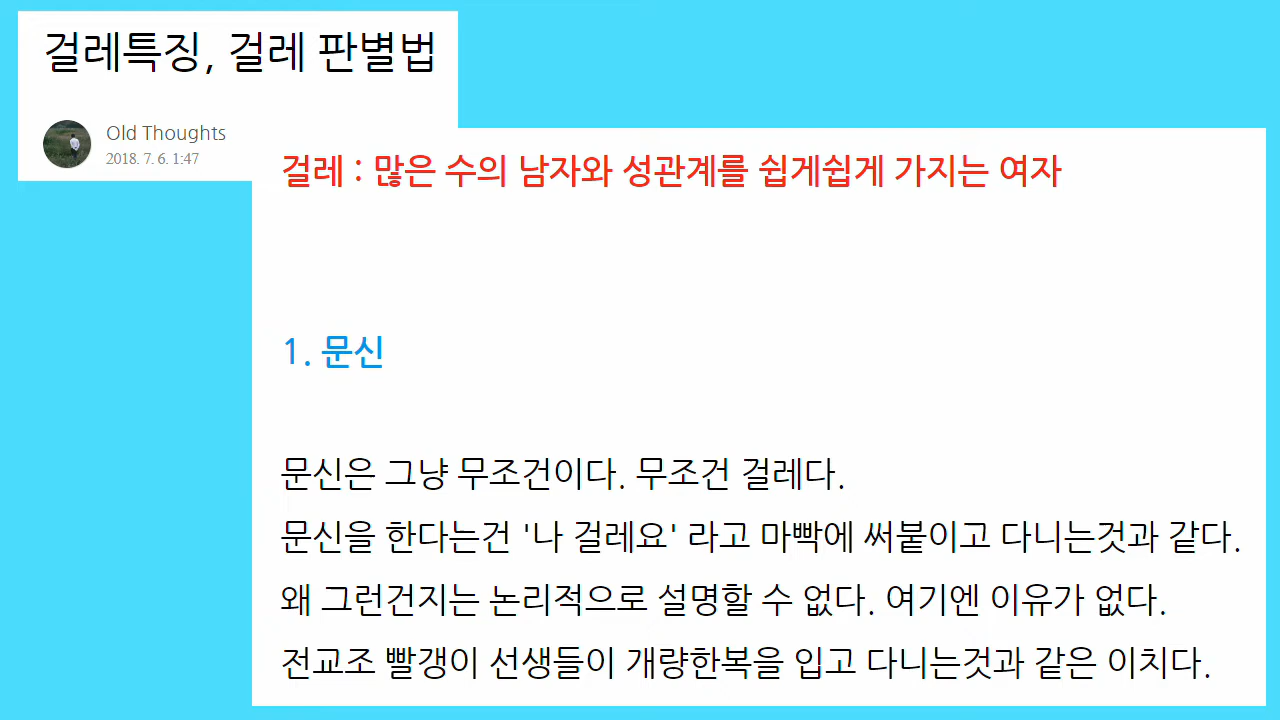 걸레특징, 걸레 판별법
Old Thoughts
2018. 7. 6. 1:47
걸레 : 많은 수의 남자와 성관계를 쉽게쉽게 가지는 여자
1. 문신
문신은 그냥 무조건이다. 무조건 걸레다.
문신을 한다는건 '나 걸레요' 라고 마빡에 써붙이고 다니는것과 같다.
왜 그런건지는 논리적으로 설명할 수 없다. 여기엔 이유가 없다.
전교조 빨갱이 선생들이 개량한복을 입고 다니는것과 같은 이치다.